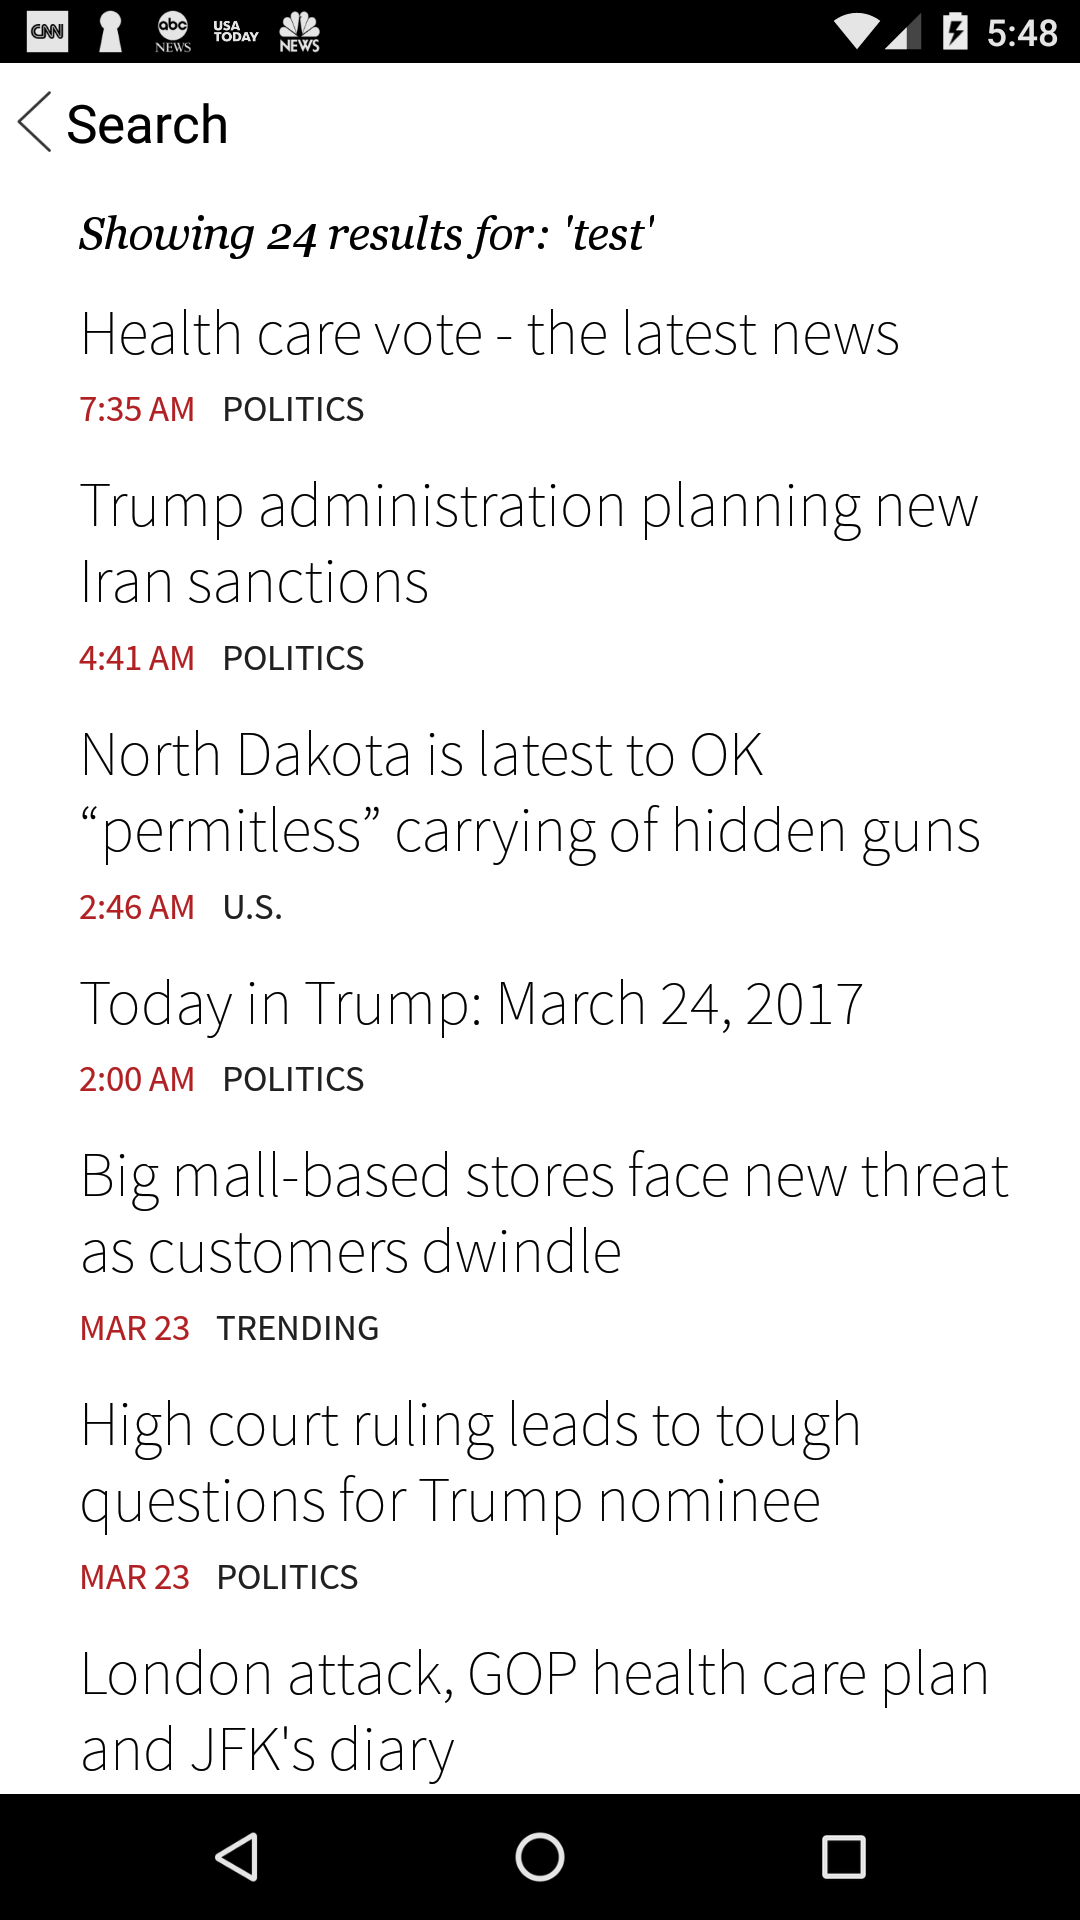 CNN abc NEWS USA TODAY NEWS 5:48
Search
Showing 24 results for: 'test'
Health care vote - the latest news
7:35 AM POLITICS
Trump administration planning new
Iran sanctions
4:41 AM POLITICS
North Dakota is latest to OK
“permitless” carrying of hidden guns
2:46 AM U.S.
Today in Trump: March 24, 2017
2:00 AM POLITICS
Big mall-based stores face new threat
as customers dwindle
MAR 23 TRENDING
High court ruling leads to tough
questions for Trump nominee
MAR 23 POLITICS
London attack, GOP health care plan
and JFK's diary